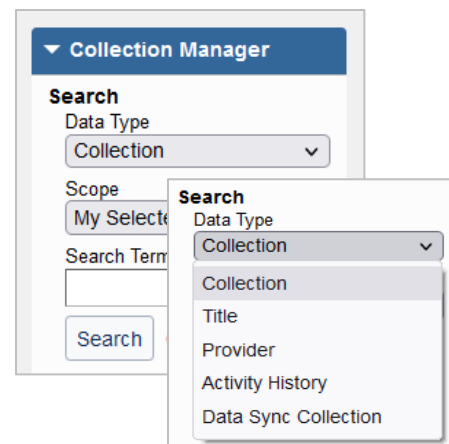 Collection Manager
Search
Data Type
Collection
Scope
My Selecte
Search Term
Search
Search
Data Type
Collection
Collection
Title
Provider
Activity History
Data Sync Collection